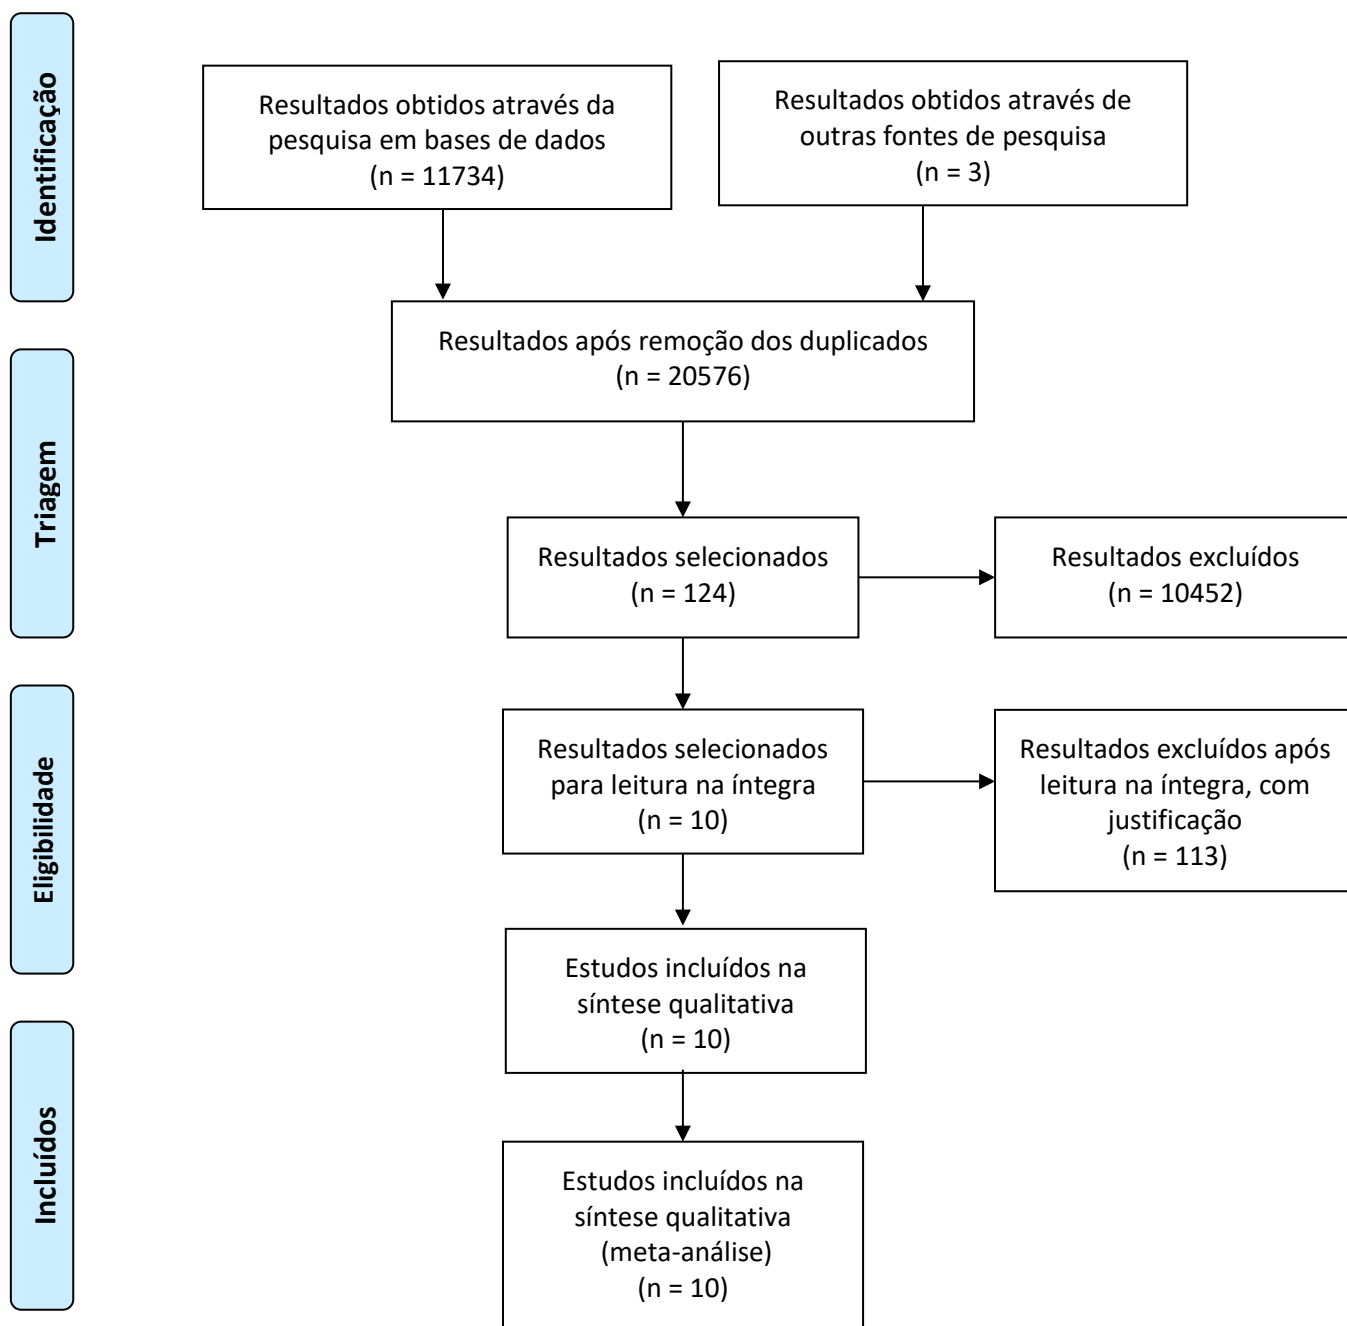 Identificação
Resultados obtidos através da
pesquisa em bases de dados
(n = 11734)
Resultados obtidos através de
outras fontes de pesquisa
(n = 3)
Resultados após remoção dos duplicados
(n = 20576)
Triagem
Resultados selecionados
(n = 124)
Resultados excluídos
(n = 10452)
Eligibilidade
Resultados selecionados
para leitura na íntegra
(n = 10)
Resultados excluídos após
leitura na íntegra, com
justificação
(n = 113)
Estudos incluídos na
síntese qualitativa
(n = 10)
Incluídos
Estudos incluídos na
síntese qualitativa
(meta-análise)
(n = 10)